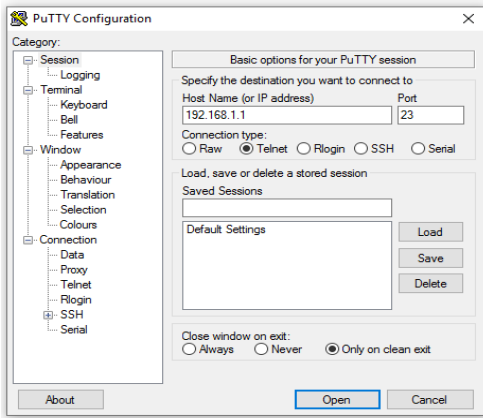 PuTTY Configuration
Category:
Session
Logging
Terminal
Keyboard
Bell
Features
Window
Appearance
Behaviour
Translation
Selection
Colours
Connection
Data
Proxy
Telnet
Rlogin
SSH
Serial
Basic options for your PuTTY session
Specify the destination you want to connect to
Host Name (or IP address) Port
192.168.1.1 23
Connection type:
Raw Telnet Rlogin SSH Serial
Load, save or delete a stored session
Saved Sessions
Default Settings
Load
Save
Delete
Close window on exit:
Always Never Only on clean exit
About Open Cancel